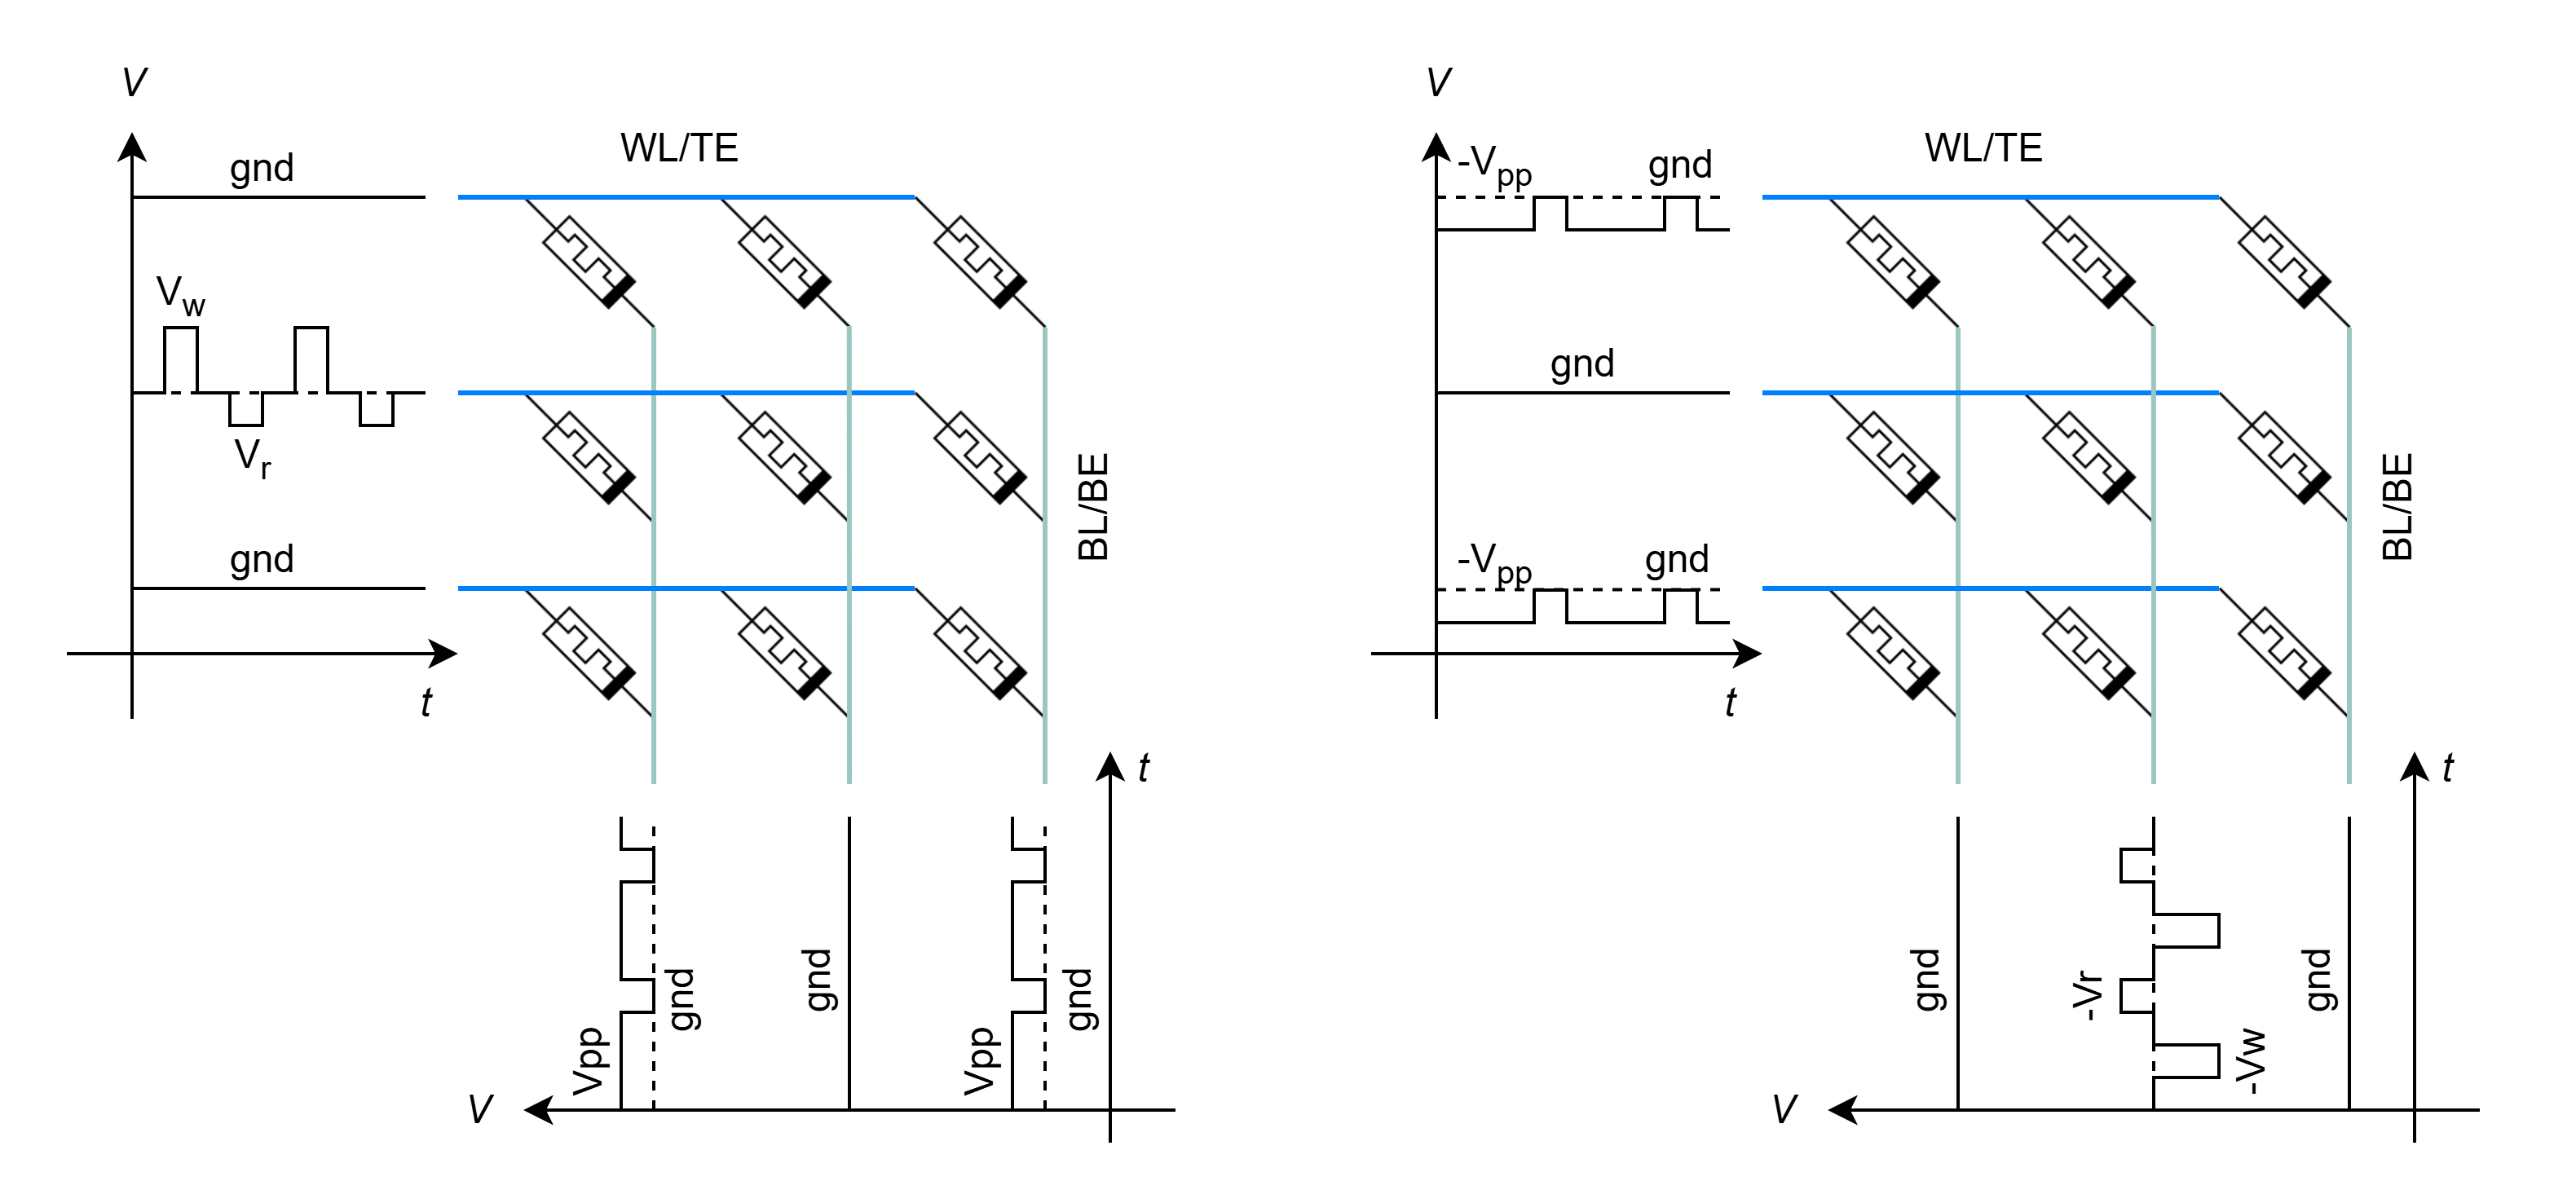 V
WL/TE
gnd
Vw
Vr
gnd
t
BL/BE
t
Vpp
gnd
gnd
Vpp
gnd
V
V
WL/TE
-Vpp
gnd
gnd
-Vpp
gnd
t
BL/BE
t
gnd
-Vr
-Vw
gnd
V